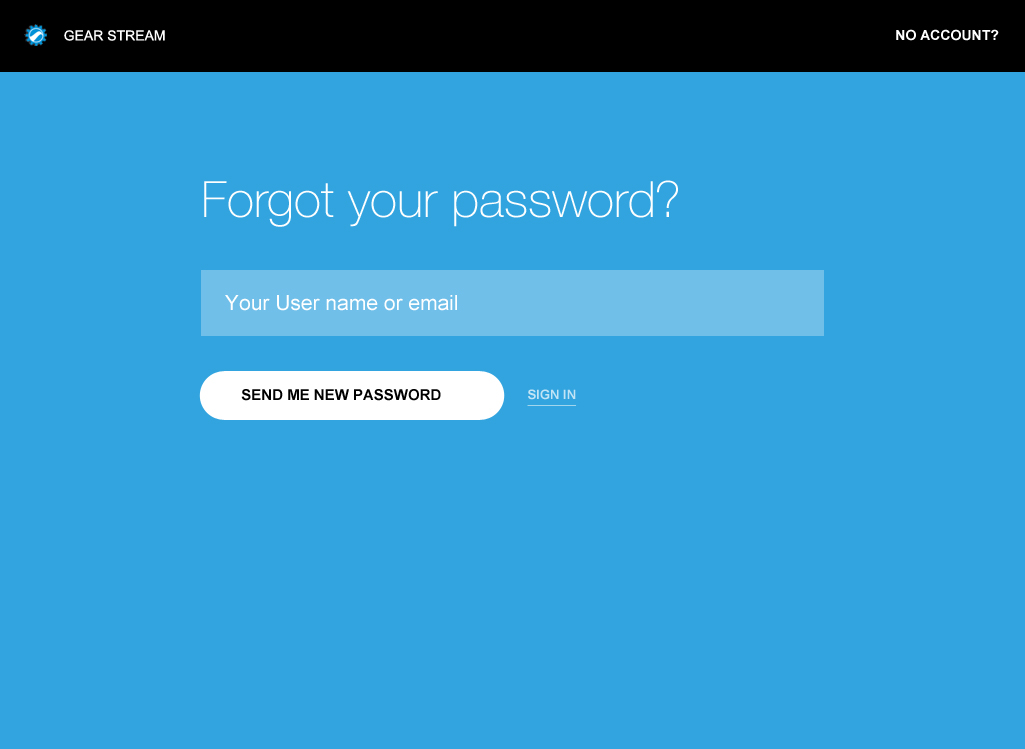 GEAR STREAM
NO ACCOUNT?
Forgot your password?
Your User name or email
SEND ME NEW PASSWORD
SIGN IN